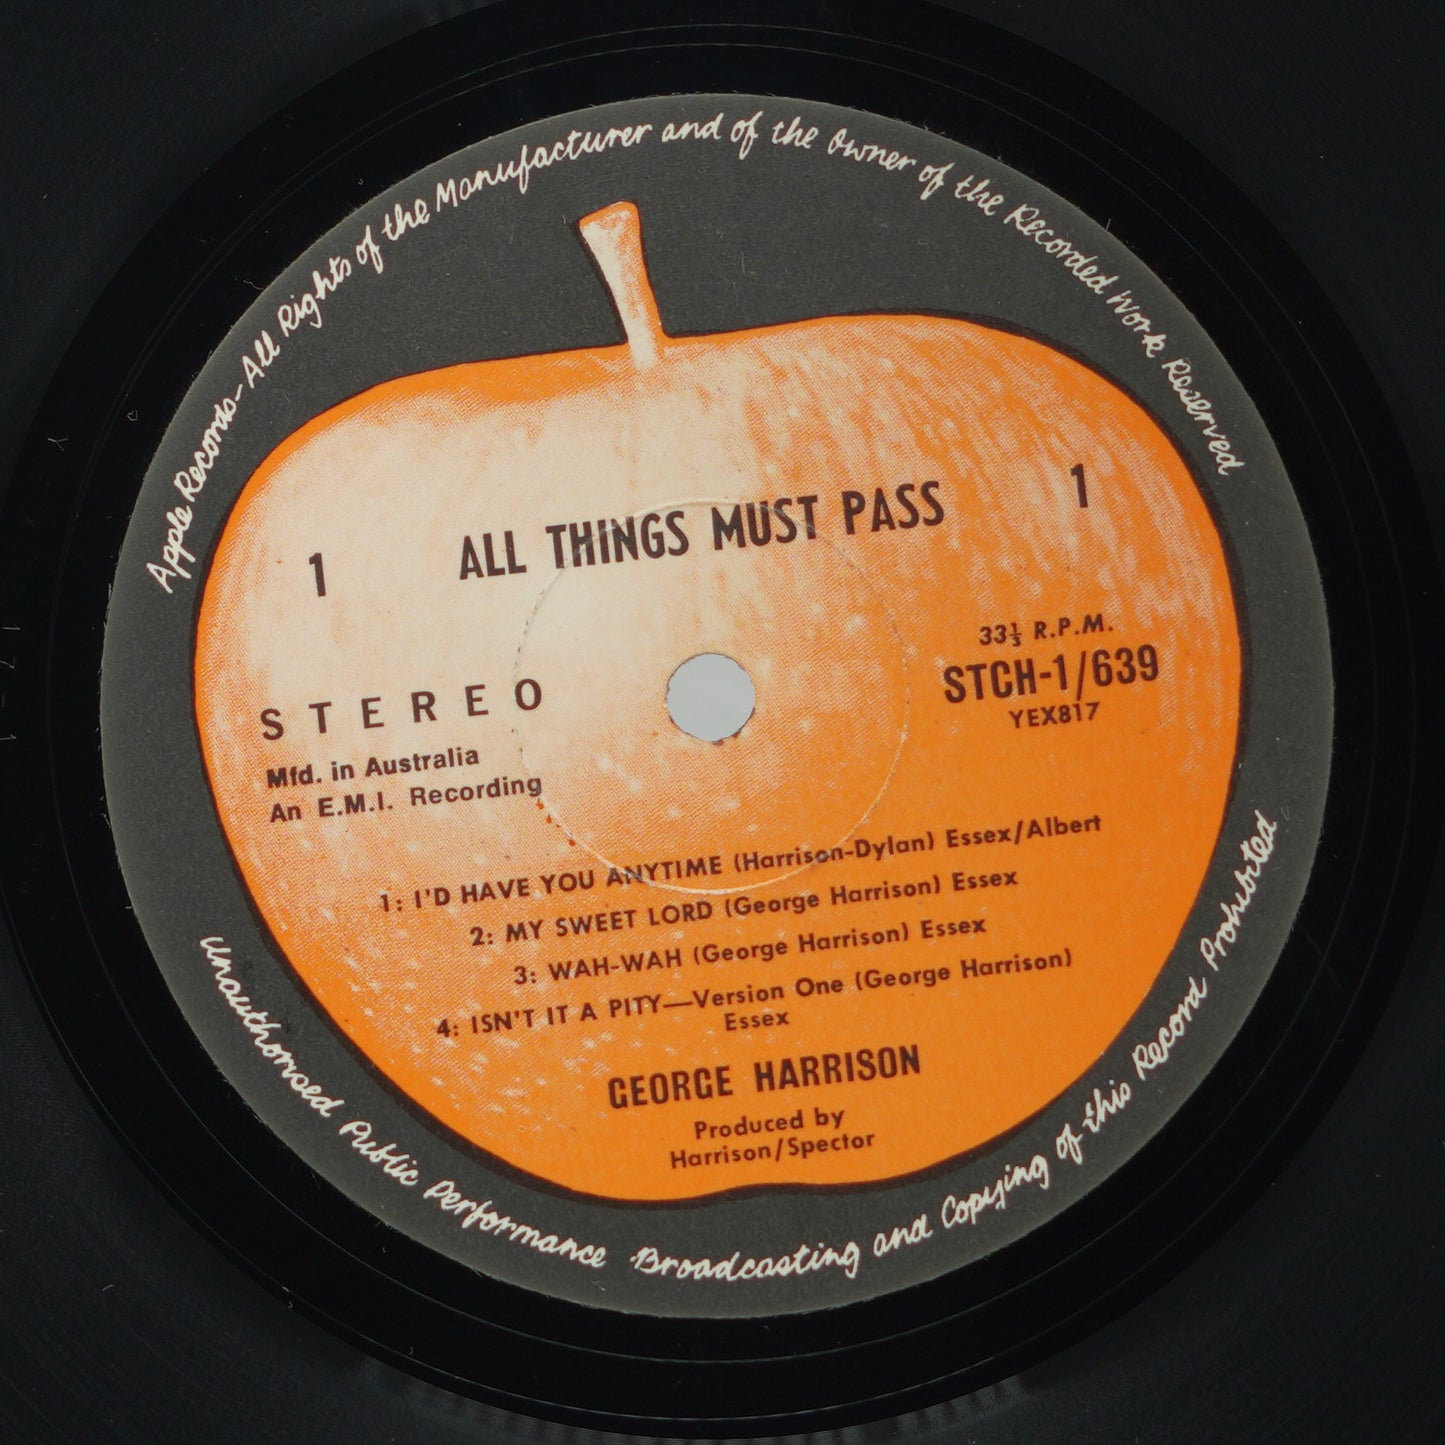 Apple Records–All Rights of the Manufacturer and of the Owner of the Recorded Work Reserved
1 ALL THINGS MUST PASS 1
33⅓ R.P.M.
STCH-1/639
YEX817
STEREO
Mfd. in Australia
An E.M.I. Recording
1: I'D HAVE YOU ANYTIME (Harrison-Dylan) Essex/Albert
2: MY SWEET LORD (George Harrison) Essex
3: WAH-WAH (George Harrison) Essex
4: ISN'T IT A PITY—Version One (George Harrison)
Essex
GEORGE HARRISON
Produced by
Harrison/Spector
Unauthorised Public Performance Broadcasting and Copying of this Record Prohibited